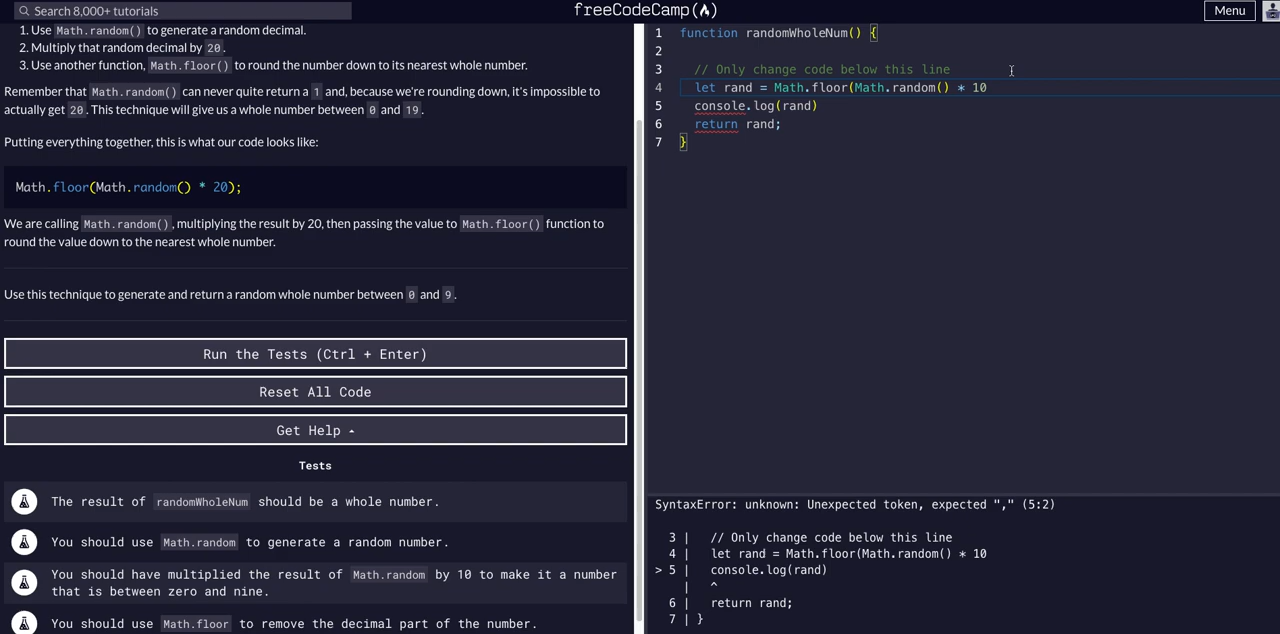 Search 8,000+ tutorials
freeCodeCamp
Menu
1. Use Math.random() to generate a random decimal.
2. Multiply that random decimal by 20.
3. Use another function, Math.floor() to round the number down to its nearest whole number.
Remember that Math.random() can never quite return a 1 and, because we're rounding down, it's impossible to
actually get 20. This technique will give us a whole number between 0 and 19.
Putting everything together, this is what our code looks like:
Math.floor(Math.random() * 20);
We are calling Math.random(), multiplying the result by 20, then passing the value to Math.floor() function to
round the value down to the nearest whole number.
Use this technique to generate and return a random whole number between 0 and 9.
Run the Tests (Ctrl + Enter)
Reset All Code
Get Help
Tests
The result of randomWholeNum should be a whole number.
You should use Math.random to generate a random number.
You should have multiplied the result of Math.random by 10 to make it a number
that is between zero and nine.
You should use Math.floor to remove the decimal part of the number.
1 function randomWholeNum() {
2
3 // Only change code below this line
4 let rand = Math.floor(Math.random() * 10
5 console.log(rand)
6 return rand;
7 }
SyntaxError: unknown: Unexpected token, expected "," (5:2)
3 | // Only change code below this line
4 | let rand = Math.floor(Math.random() * 10
> 5 | console.log(rand)
| ^
6 | return rand;
7 | }